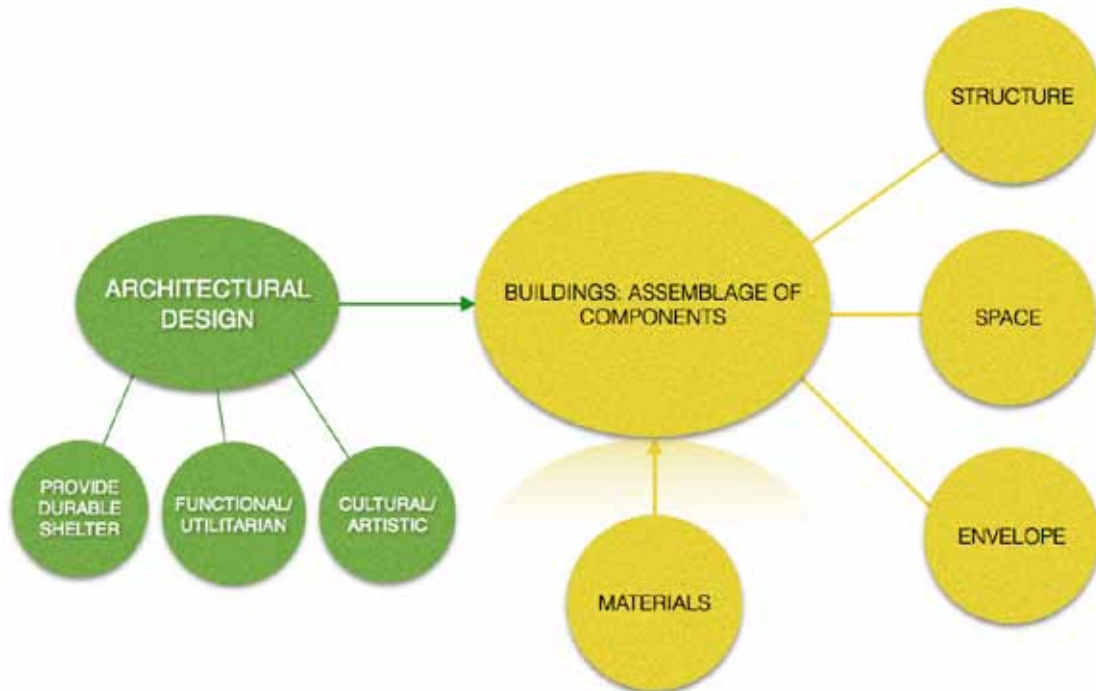 STRUCTURE
ARCHITECTURAL
DESIGN
BUILDINGS: ASSEMBLAGE OF
COMPONENTS
SPACE
PROVIDE
DURABLE
SHELTER
FUNCTIONAL/
UTILITARIAN
CULTURAL/
ARTISTIC
ENVELOPE
MATERIALS